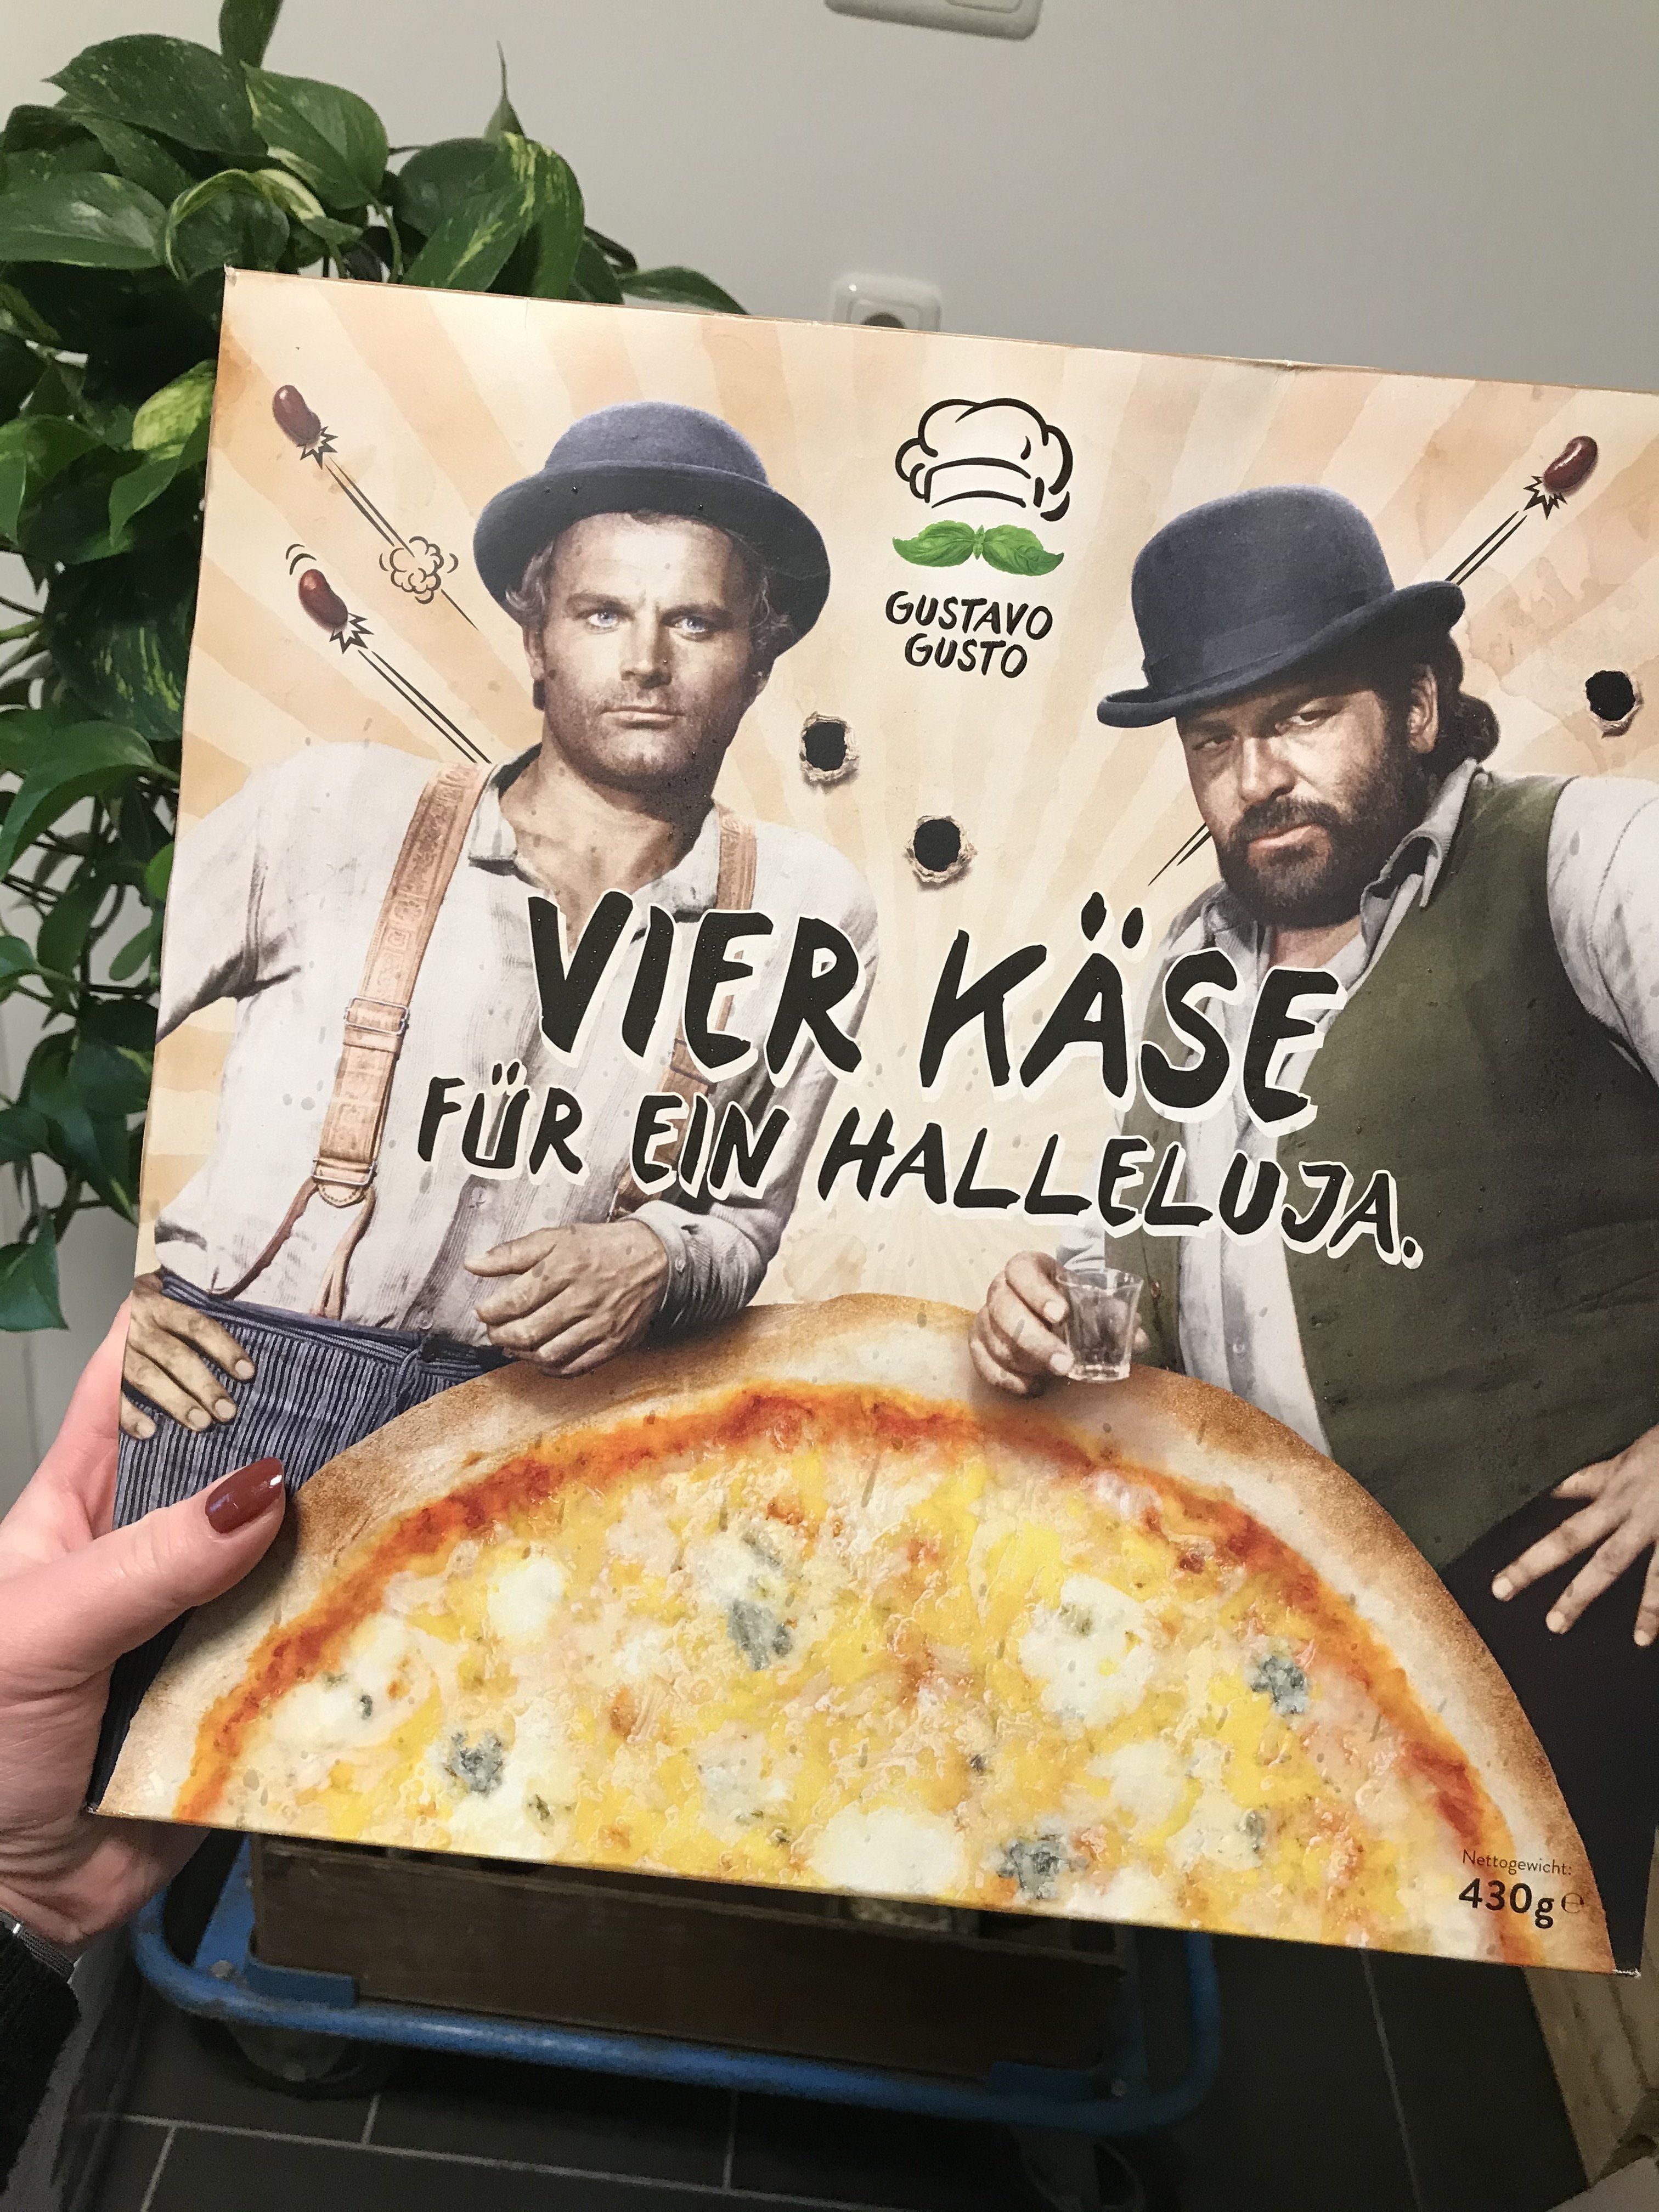 GUSTAVO
GUSTO
VIER KÄSE
FÜR EIN HALLELUJA.
Nettogewicht:
430g ℮